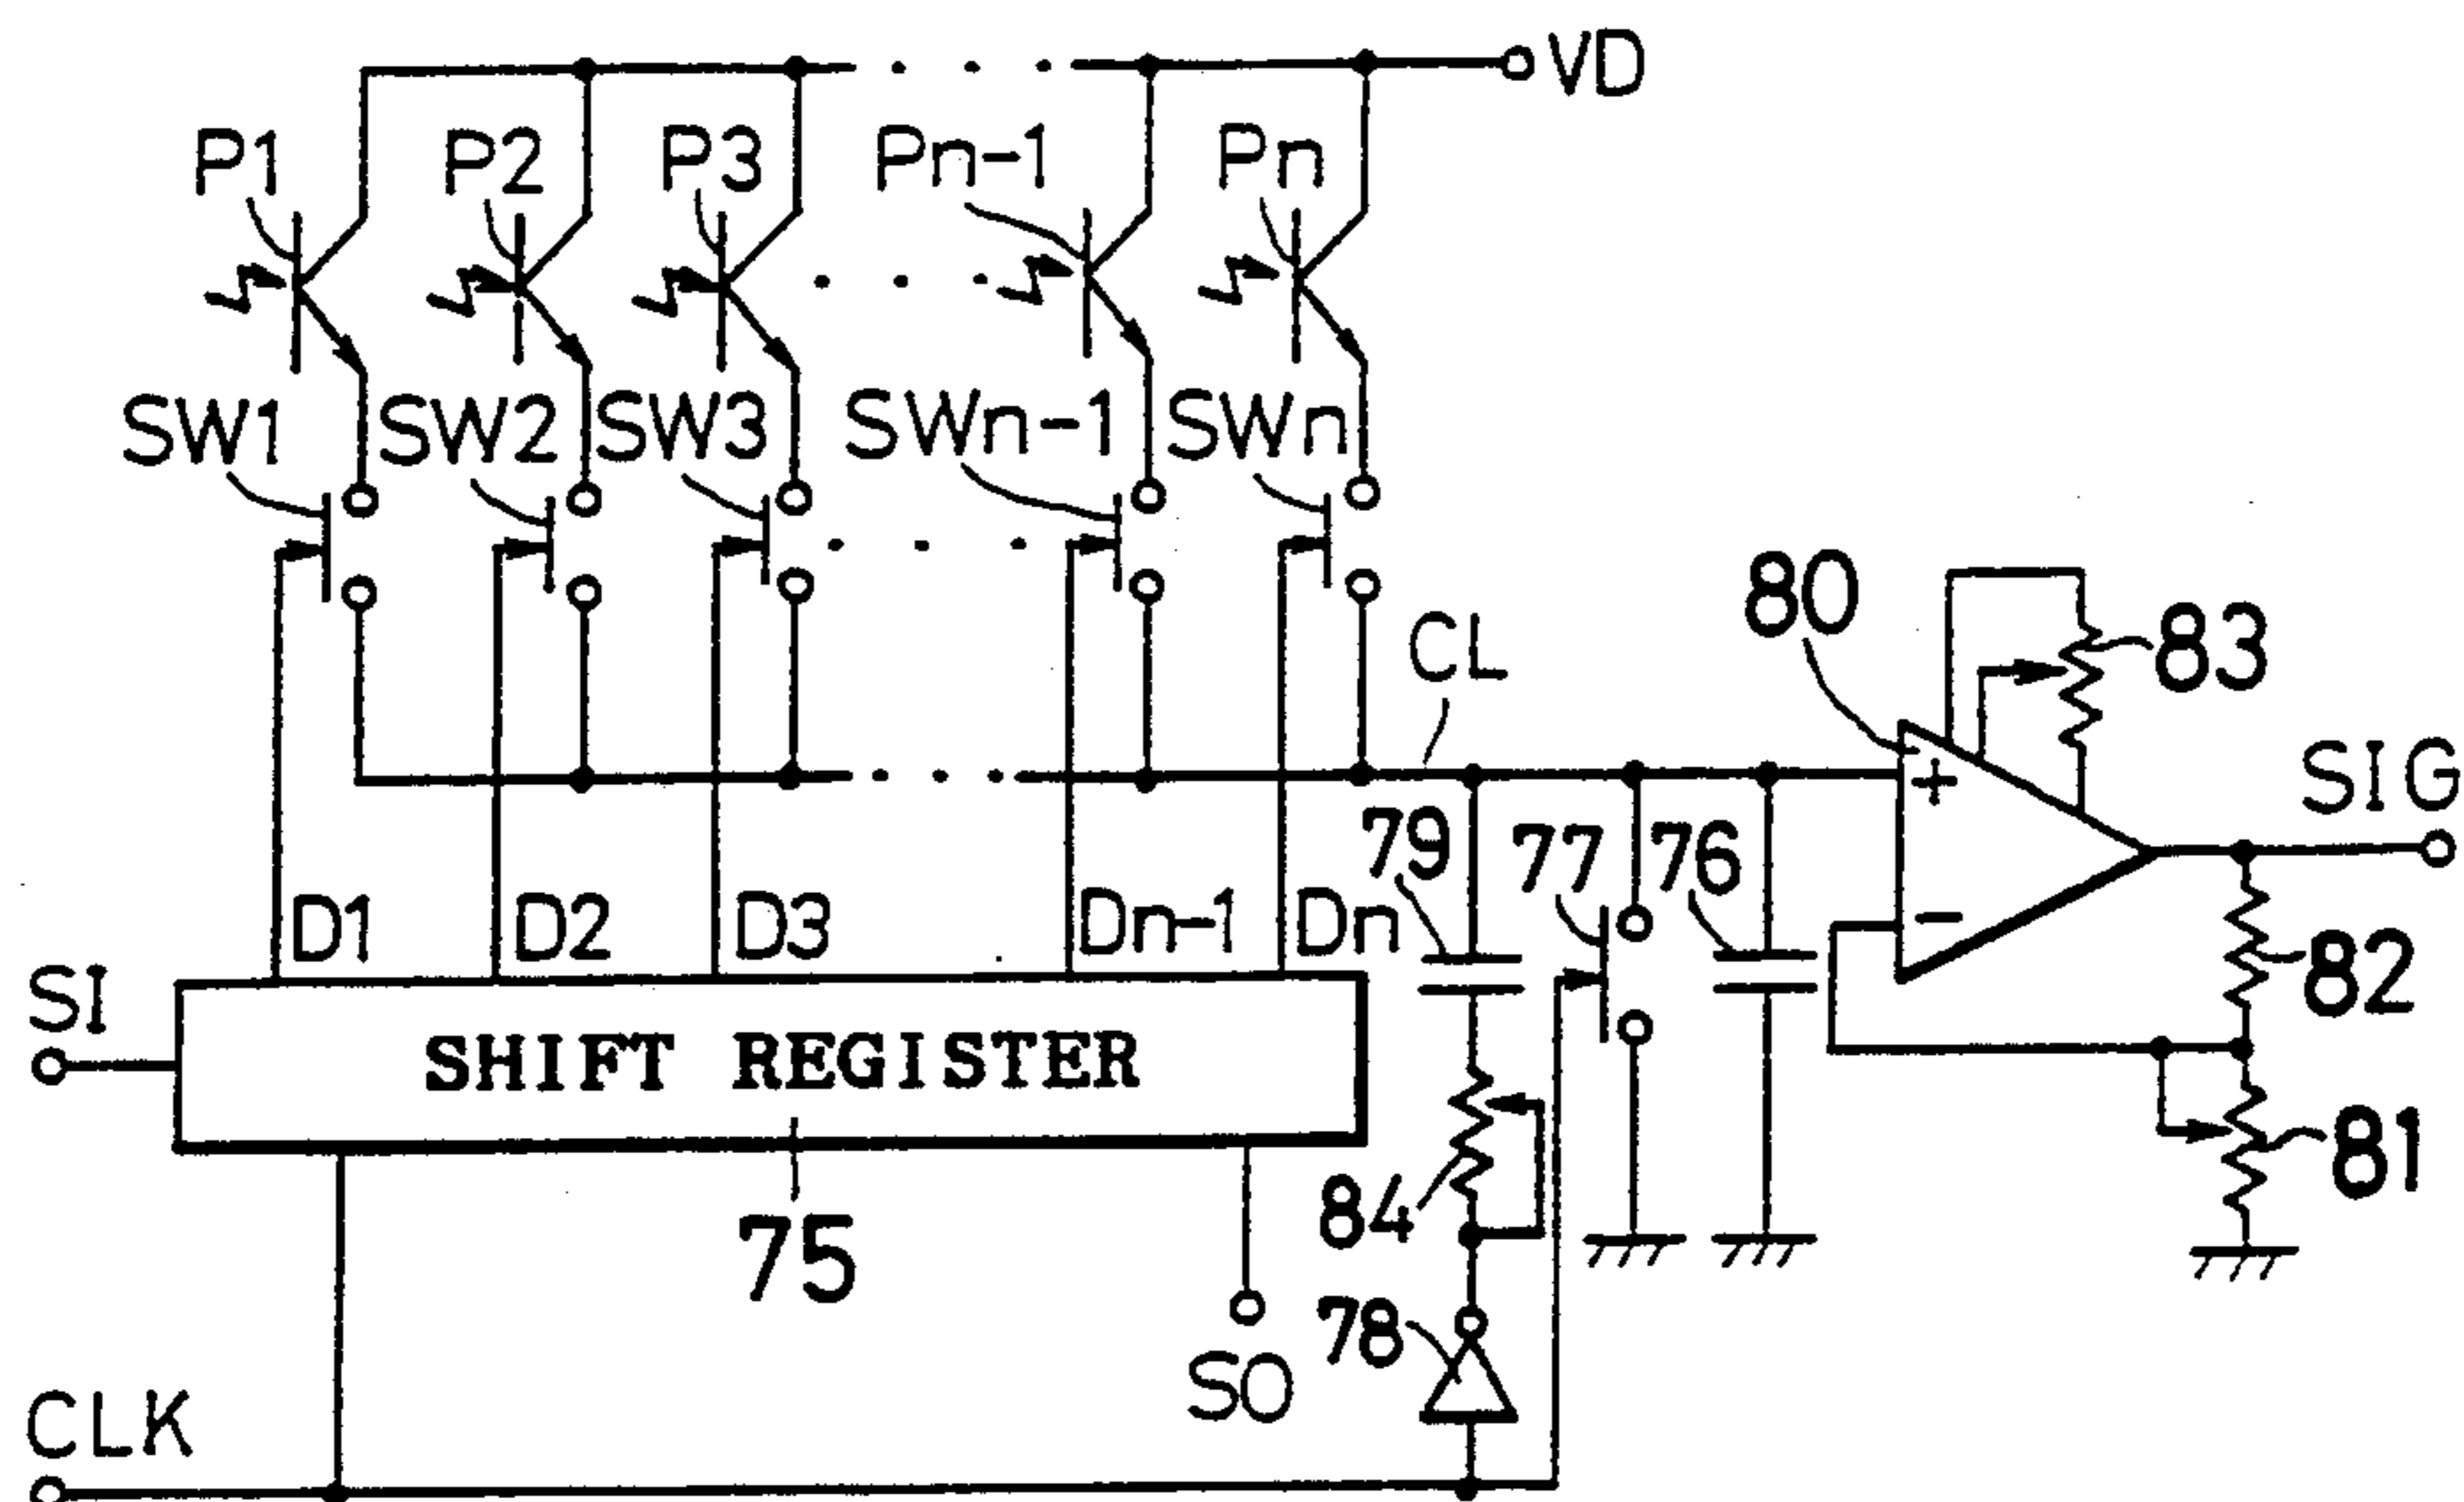 VD
P1 P2 P3 Pn-1 Pn
SW1 SW2 SW3 SWn-1 SWn
80
CL
83
+
SIG
79 77 76
D1 D2 D3 Dn-1 Dn
-
82
SI
SHIFT REGISTER
81
84
75
78
SO
CLK